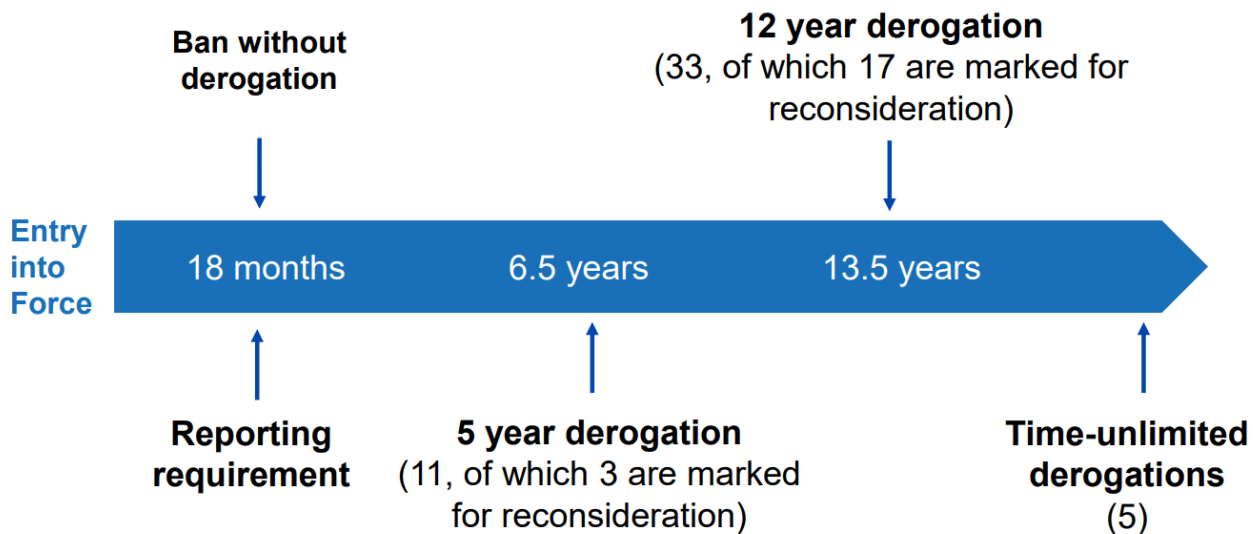 Ban without
derogation
12 year derogation
(33, of which 17 are marked for
reconsideration)
Entry
into
Force
18 months
6.5 years
13.5 years
Reporting
requirement
5 year derogation
(11, of which 3 are marked
for reconsideration)
Time-unlimited
derogations
(5)